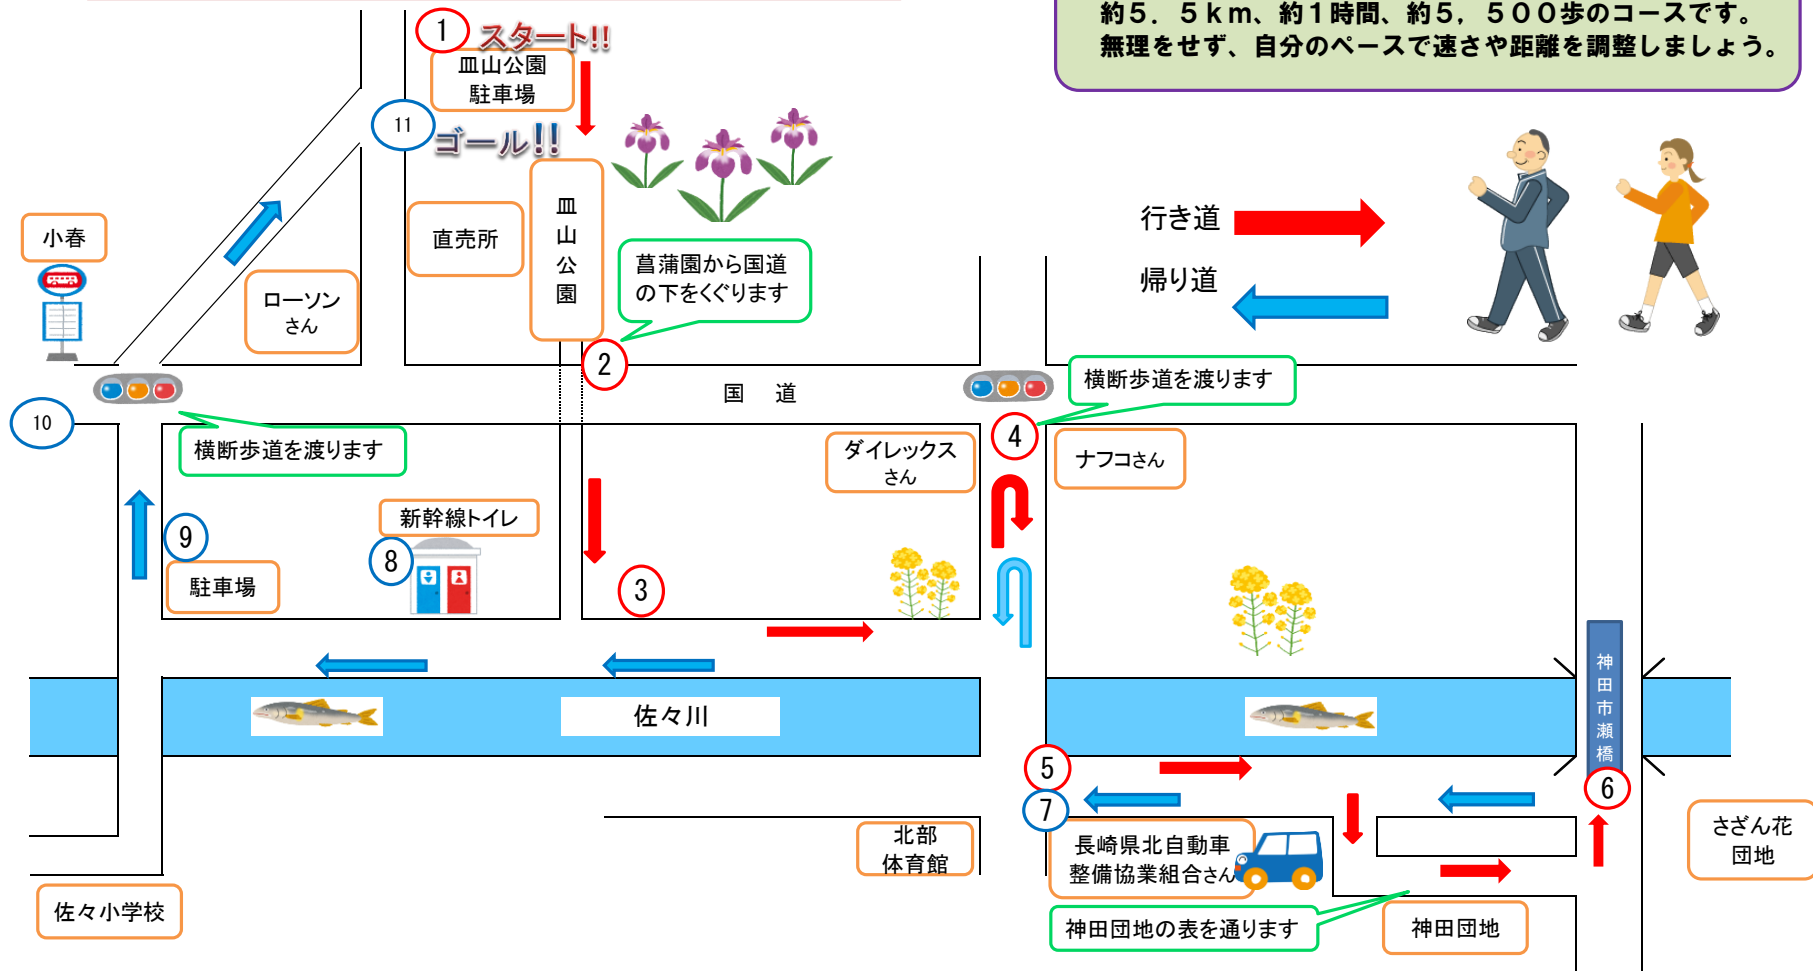 約５．５ｋｍ、約１時間、約５，５００歩のコースです。
無理をせず、自分のペースで速さや距離を調整しましょう。
1
スタート!!
皿山公園
駐車場
11
ゴール!!
皿山公園
直売所
小春
ローソン
さん
菖蒲園から国道
の下をくぐります
2
行き道
帰り道
国　道
横断歩道を渡ります
10
横断歩道を渡ります
ダイレックス
さん
4
ナフコさん
9
駐車場
新幹線トイレ
8
3
佐々川
神田市瀬橋
5
7
6
北部
体育館
長崎県北自動車
整備協業組合さん
さざん花
団地
佐々小学校
神田団地の表を通ります
神田団地